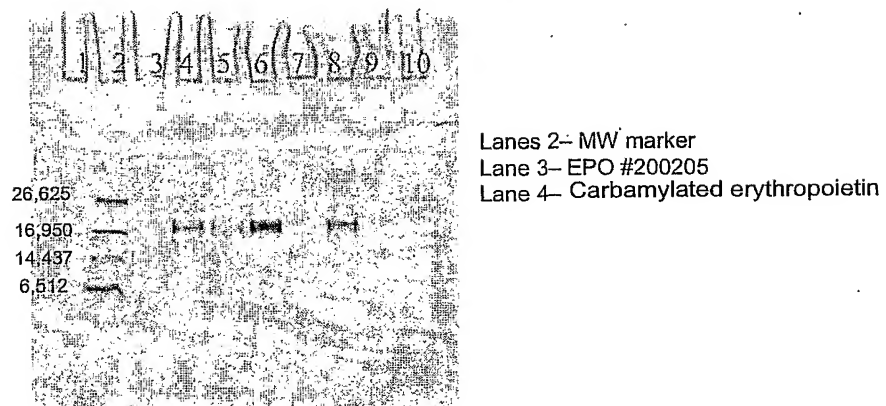 1 2 3 4 5 6 7 8 9 10
Lanes 2– MW marker
Lane 3– EPO #200205
Lane 4– Carbamylated erythropoietin
26,625
16,950
14,437
6,512